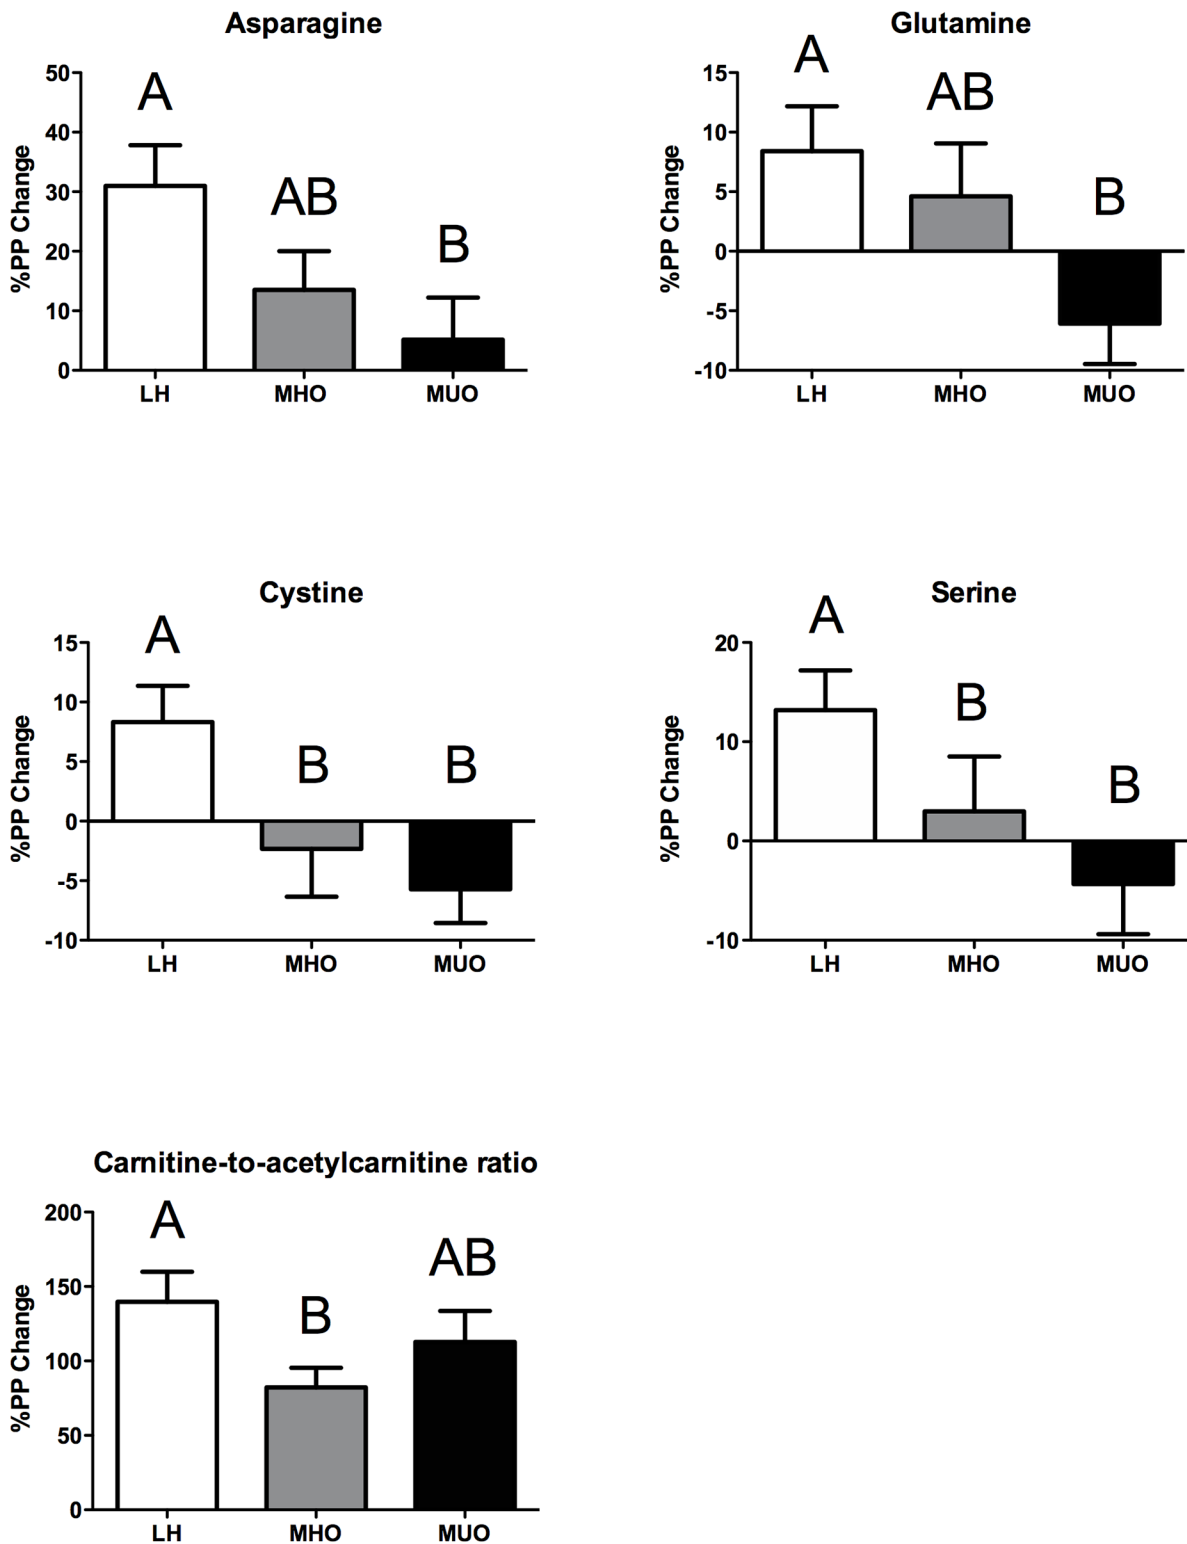 Asparagine
50
40
30
20
10
0
%PP Change
A
AB
B
LH MHO MUO
Glutamine
15
10
5
0
-5
-10
%PP Change
A
AB
B
LH MHO MUO
Cystine
15
10
5
0
-5
-10
%PP Change
A
B
B
LH MHO MUO
Serine
20
10
0
-10
%PP Change
A
B
B
LH MHO MUO
Carnitine-to-acetylcarnitine ratio
200
150
100
50
0
%PP Change
A
B
AB
LH MHO MUO